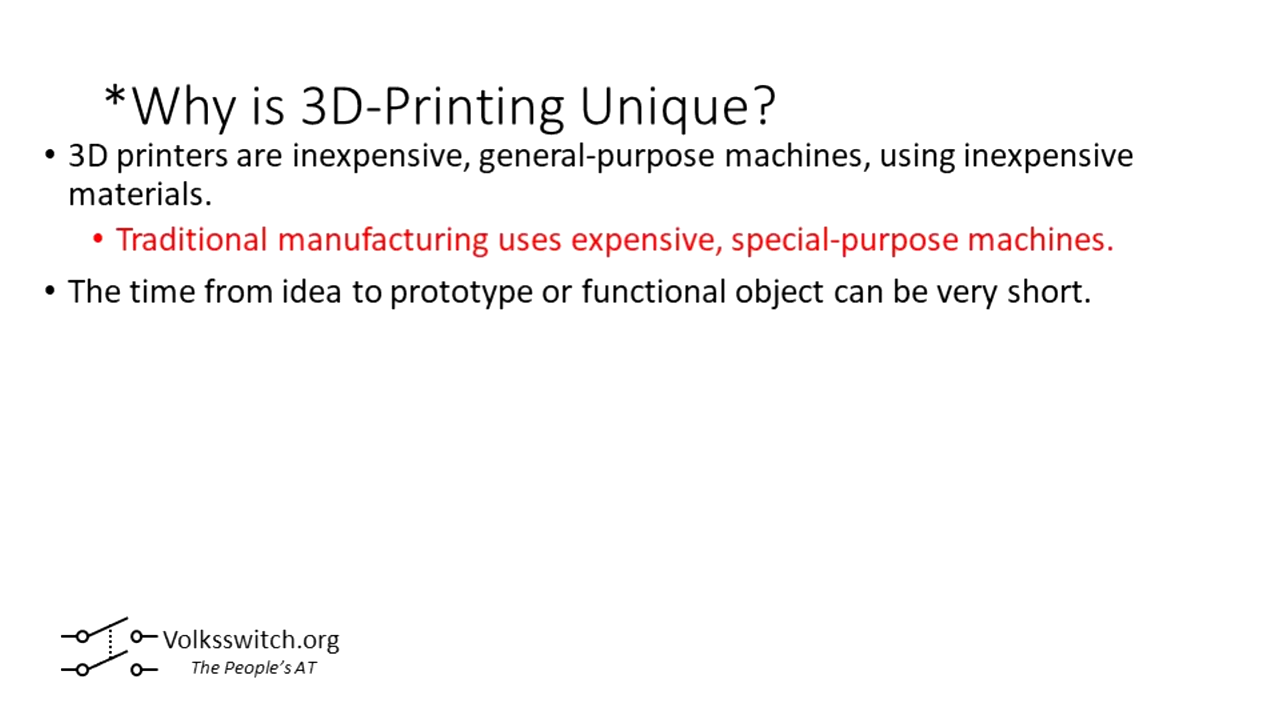 *Why is 3D-Printing Unique?
• 3D printers are inexpensive, general-purpose machines, using inexpensive
materials.
• Traditional manufacturing uses expensive, special-purpose machines.
• The time from idea to prototype or functional object can be very short.
Volksswitch.org
The People's AT